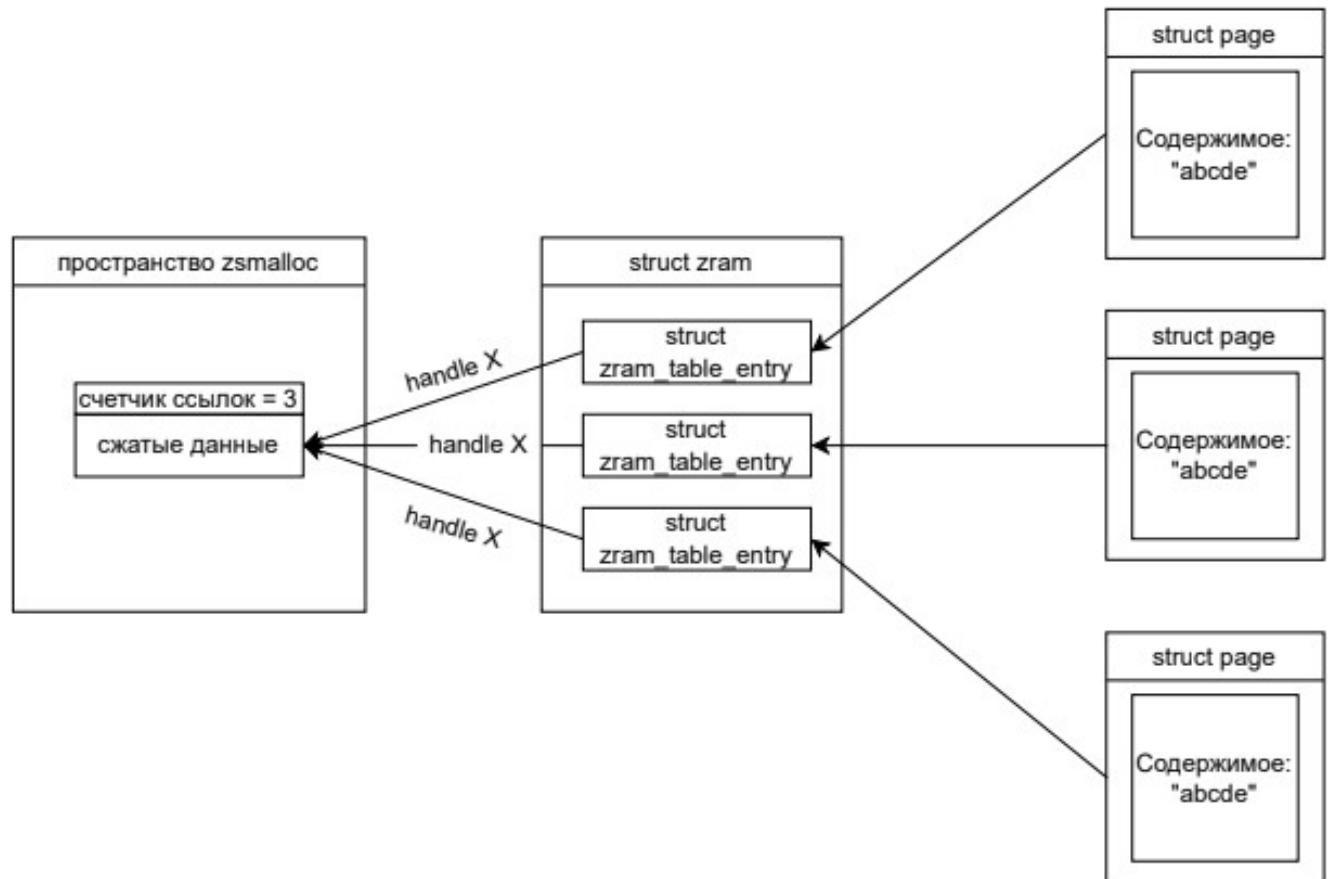 struct page
Содержимое:
"abcde"
пространство zsmalloc
счетчик ссылок = 3
сжатые данные
handle X
handle X
handle X
struct zram
struct
zram_table_entry
struct
zram_table_entry
struct
zram_table_entry
struct page
Содержимое:
"abcde"
struct page
Содержимое:
"abcde"